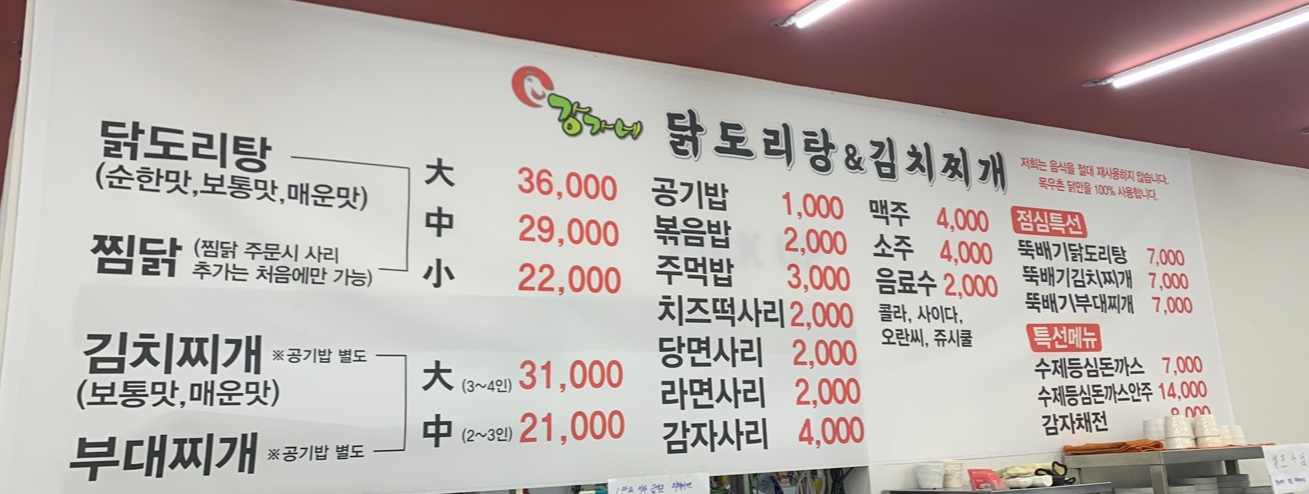 강가네 닭도리탕&김치찌개
저희는 음식을 절대 재사용하지 않습니다.
목우촌 닭만을 100% 사용합니다.
닭도리탕
(순한맛,보통맛,매운맛)
찜닭 (찜닭 주문시 사리
추가는 처음에만 가능)
大 36,000
中 29,000
小 22,000
김치찌개 ※공기밥 별도
(보통맛,매운맛)
부대찌개 ※공기밥 별도
大 (3~4인) 31,000
中 (2~3인) 21,000
공기밥 1,000
볶음밥 2,000
주먹밥 3,000
치즈떡사리 2,000
당면사리 2,000
라면사리 2,000
감자사리 4,000
맥주 4,000
소주 4,000
음료수 2,000
콜라, 사이다,
오란씨, 쥬시쿨
점심특선
뚝배기닭도리탕 7,000
뚝배기김치찌개 7,000
뚝배기부대찌개 7,000
특선메뉴
수제등심돈까스 7,000
수제등심돈까스안주 14,000
감자채전